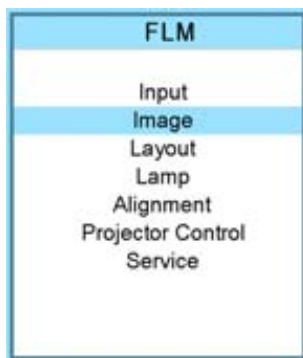 FLM
Input
Image
Layout
Lamp
Alignment
Projector Control
Service